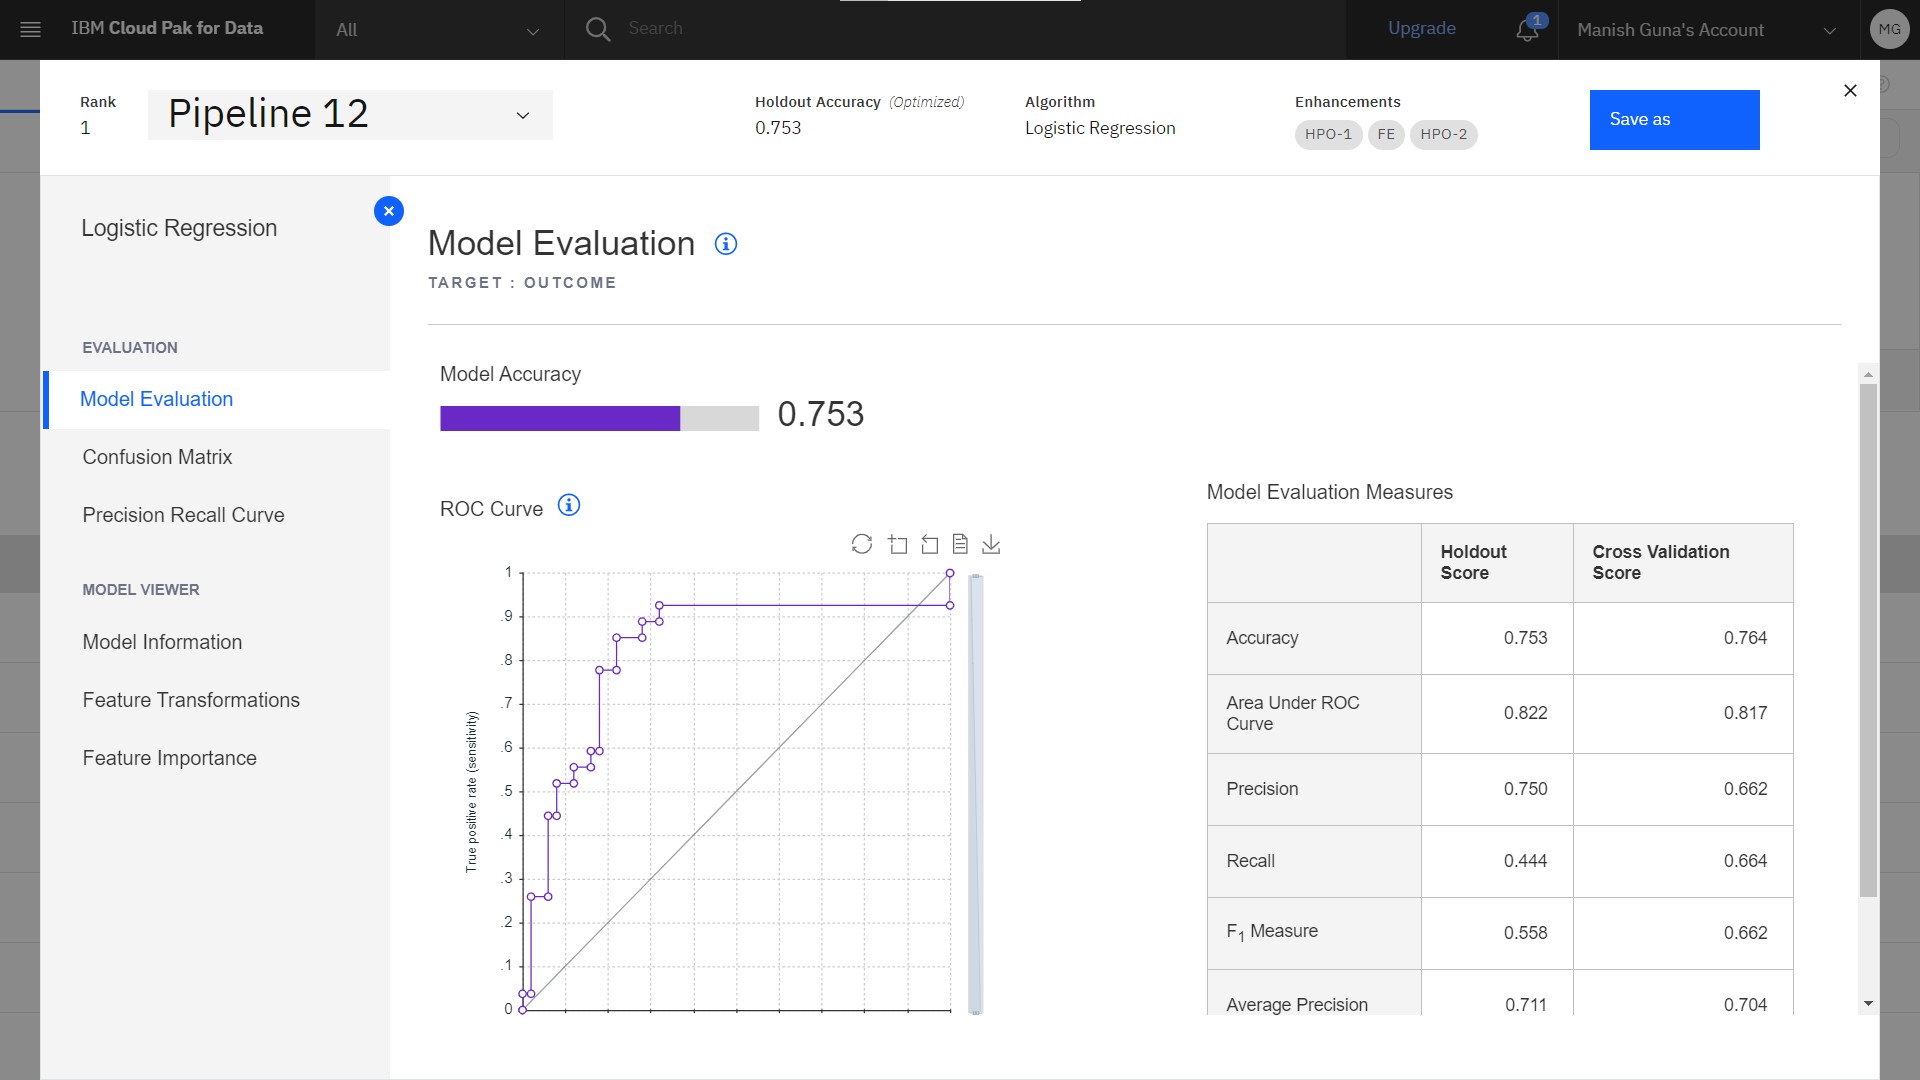 IBM Cloud Pak for Data
All
Search
Upgrade
1
Manish Guna's Account
MG
Rank
1
Pipeline 12
Holdout Accuracy (Optimized)
0.753
Algorithm
Logistic Regression
Enhancements
HPO-1 FE HPO-2
Save as
Logistic Regression
EVALUATION
Model Evaluation
Confusion Matrix
Precision Recall Curve
MODEL VIEWER
Model Information
Feature Transformations
Feature Importance
Model Evaluation
TARGET : OUTCOME
Model Accuracy
0.753
ROC Curve
1
.9
.8
.7
.6
.5
.4
.3
.2
.1
0
True positive rate (sensitivity)
Model Evaluation Measures
Holdout Score Cross Validation Score
Accuracy 0.753 0.764
Area Under ROC Curve 0.822 0.817
Precision 0.750 0.662
Recall 0.444 0.664
F1 Measure 0.558 0.662
Average Precision 0.711 0.704